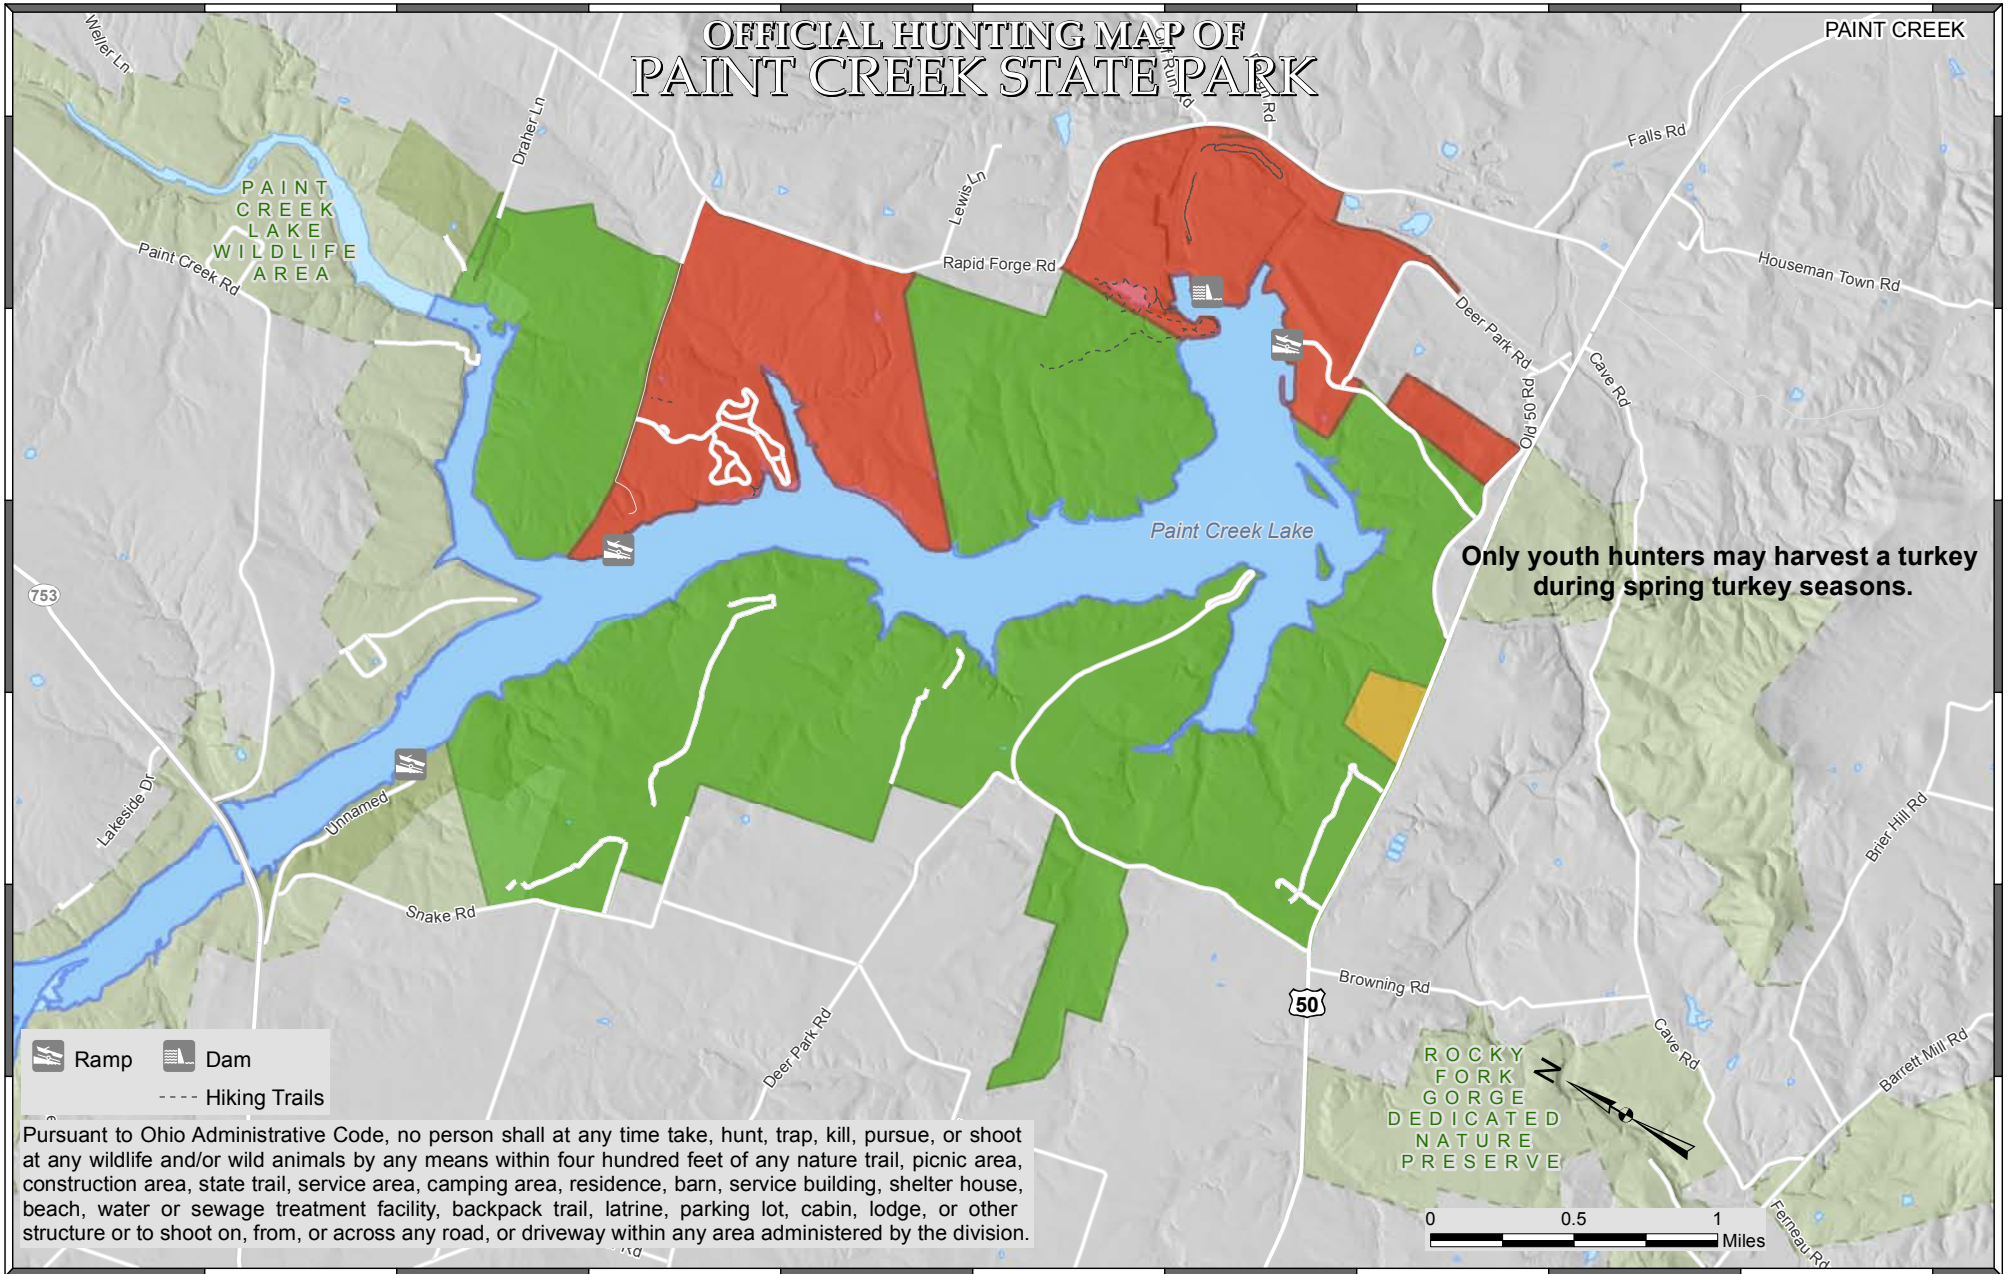 OFFICIAL HUNTING MAP OF
PAINT CREEK STATE PARK
PAINT CREEK
Weller Ln
Draher Ln
Falls Rd
PAINT
CREEK
LAKE
WILDLIFE
AREA
Lewis Ln
Paint Creek Rd
Rapid Forge Rd
Houseman Town Rd
Deer Park Rd
Cave Rd
Old 50 Rd
Paint Creek Lake
Only youth hunters may harvest a turkey
during spring turkey seasons.
753
Lakeside Dr
Unnamed
Brier Hill Rd
Snake Rd
Browning Rd
50
Deer Park Rd
Cave Rd
Barrett Mill Rd
ROCKY
FORK
GORGE
DEDICATED
NATURE
PRESERVE
N
Ferneau Rd
Ramp
Dam
Hiking Trails
Pursuant to Ohio Administrative Code, no person shall at any time take, hunt, trap, kill, pursue, or shoot
at any wildlife and/or wild animals by any means within four hundred feet of any nature trail, picnic area,
construction area, state trail, service area, camping area, residence, barn, service building, shelter house,
beach, water or sewage treatment facility, backpack trail, latrine, parking lot, cabin, lodge, or other
structure or to shoot on, from, or across any road, or driveway within any area administered by the division.
Rd
0 0.5 1
Miles